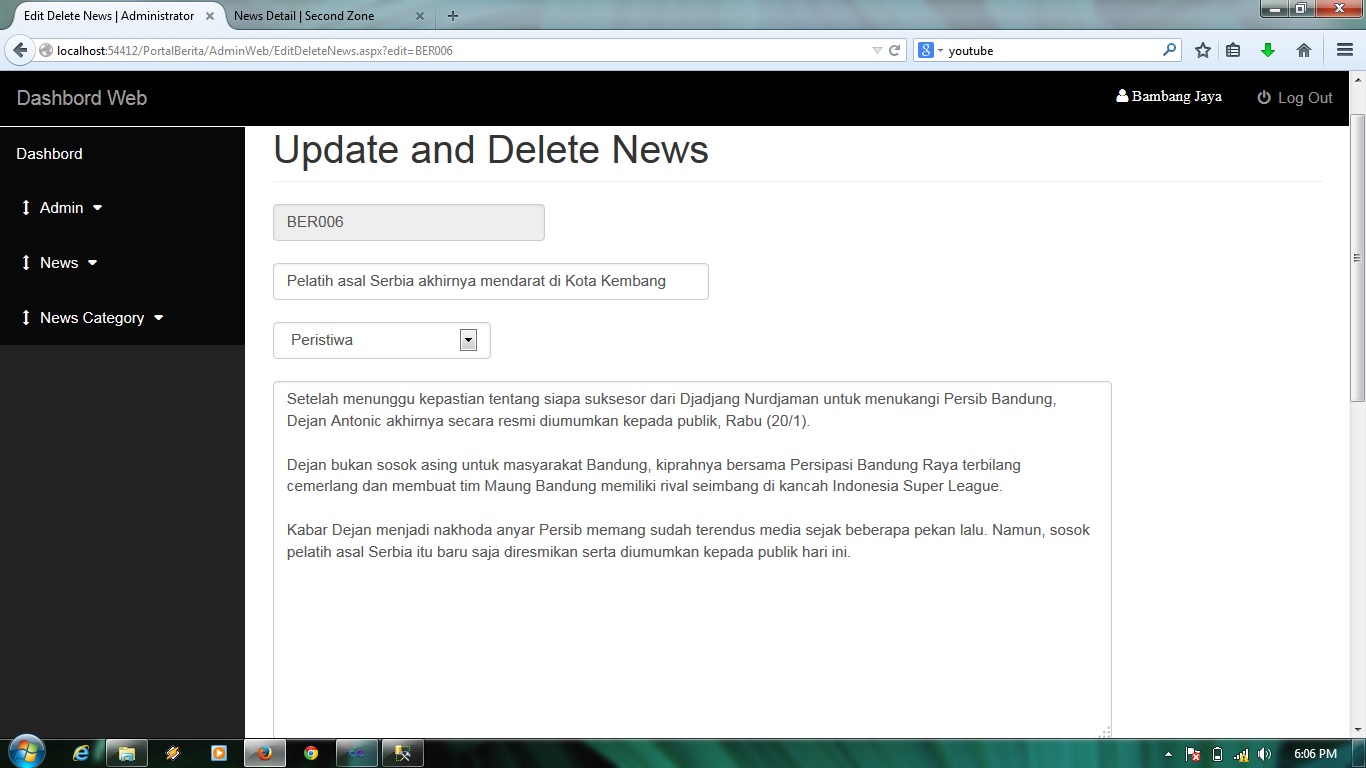 Edit Delete News | Administrator
News Detail | Second Zone
localhost:54412/PortalBerita/AdminWeb/EditDeleteNews.aspx?edit=BER006
youtube
Dashbord Web
Bambang Jaya
Log Out
Dashbord
Admin
News
News Category
Update and Delete News
BER006
Pelatih asal Serbia akhirnya mendarat di Kota Kembang
Peristiwa
Setelah menunggu kepastian tentang siapa suksesor dari Djadjang Nurdjaman untuk menukangi Persib Bandung,
Dejan Antonic akhirnya secara resmi diumumkan kepada publik, Rabu (20/1).
Dejan bukan sosok asing untuk masyarakat Bandung, kiprahnya bersama Persipasi Bandung Raya terbilang
cemerlang dan membuat tim Maung Bandung memiliki rival seimbang di kancah Indonesia Super League.
Kabar Dejan menjadi nakhoda anyar Persib memang sudah terendus media sejak beberapa pekan lalu. Namun, sosok
pelatih asal Serbia itu baru saja diresmikan serta diumumkan kepada publik hari ini.
6:06 PM